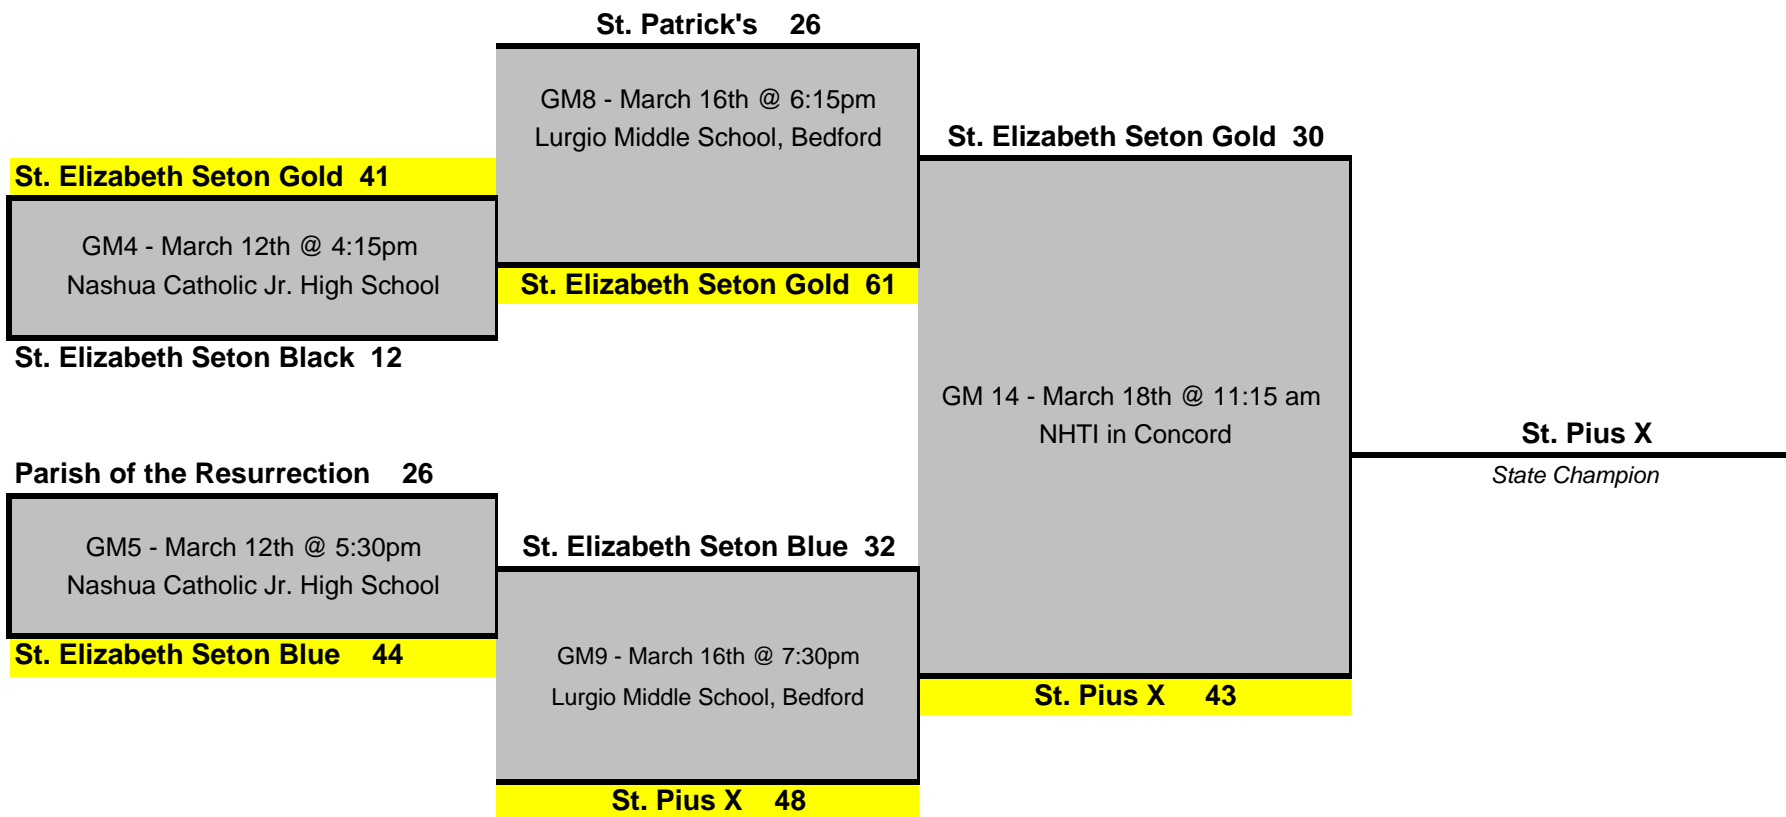 St. Patrick's 26
GM8 - March 16th @ 6:15pm
Lurgio Middle School, Bedford
St. Elizabeth Seton Gold 30
St. Elizabeth Seton Gold 41
GM4 - March 12th @ 4:15pm
Nashua Catholic Jr. High School
St. Elizabeth Seton Gold 61
St. Elizabeth Seton Black 12
GM 14 - March 18th @ 11:15 am
NHTI in Concord
St. Pius X
State Champion
Parish of the Resurrection 26
GM5 - March 12th @ 5:30pm
Nashua Catholic Jr. High School
St. Elizabeth Seton Blue 32
St. Elizabeth Seton Blue 44
GM9 - March 16th @ 7:30pm
Lurgio Middle School, Bedford
St. Pius X 43
St. Pius X 48